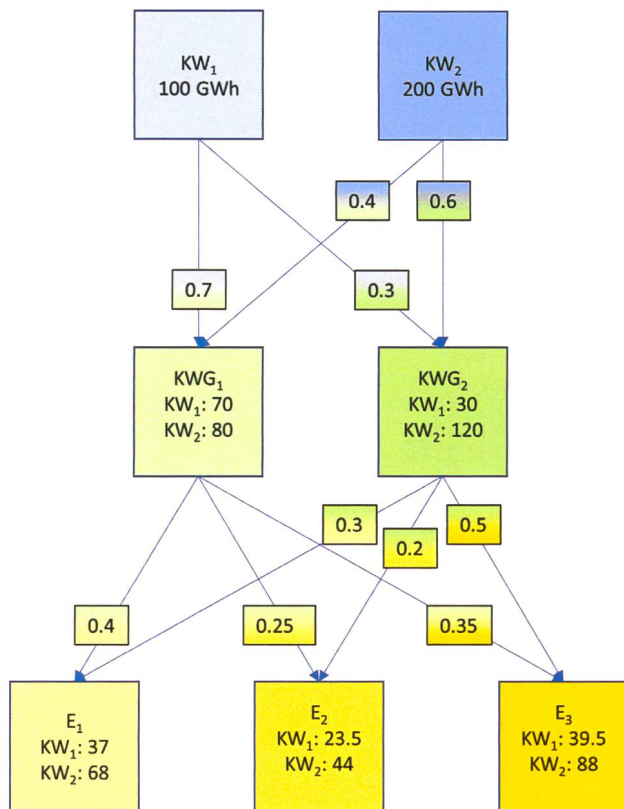 KW₁
100 GWh
KW₂
200 GWh
0.4
0.6
0.7
0.3
KWG₁
KW₁: 70
KW₂: 80
KWG₂
KW₁: 30
KW₂: 120
0.3
0.5
0.2
0.4
0.25
0.35
E₁
KW₁: 37
KW₂: 68
E₂
KW₁: 23.5
KW₂: 44
E₃
KW₁: 39.5
KW₂: 88